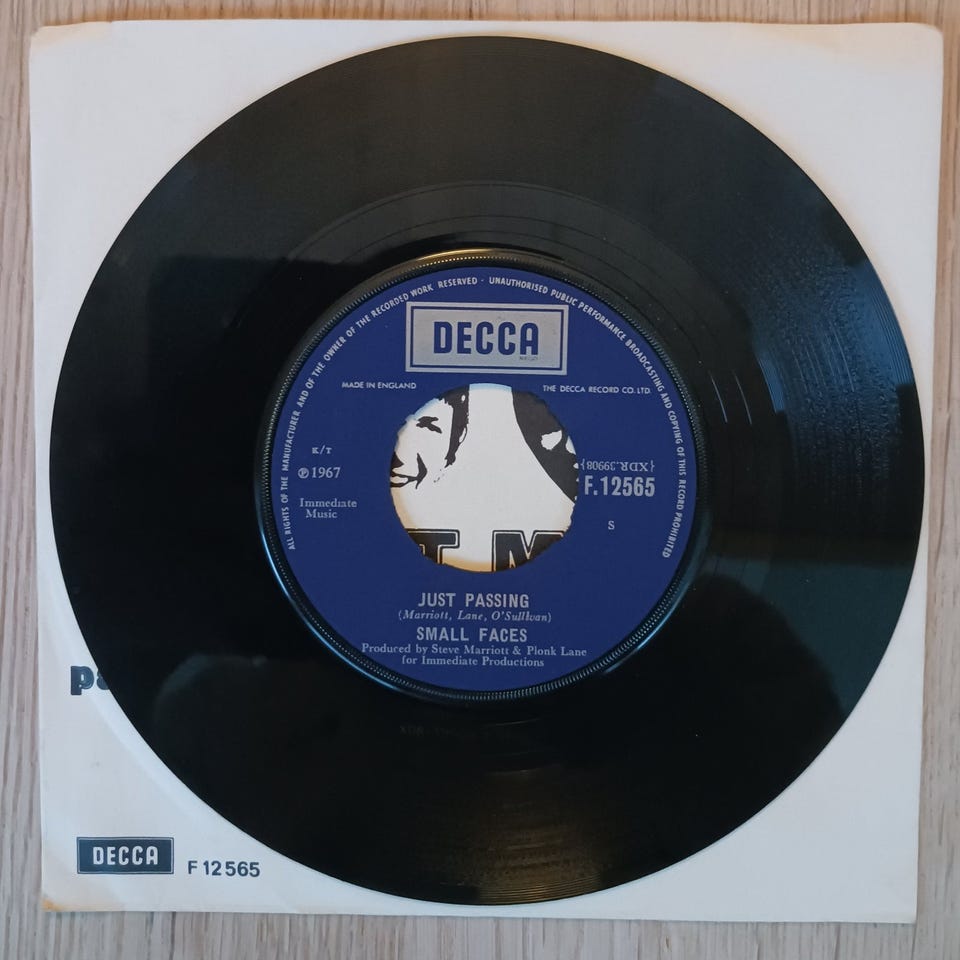 ALL RIGHTS OF THE MANUFACTURER AND OF THE OWNER OF THE RECORDED WORK RESERVED · UNAUTHORISED PUBLIC PERFORMANCE BROADCASTING AND COPYING OF THIS RECORD PROHIBITED
DECCA
MADE IN ENGLAND
THE DECCA RECORD CO. LTD.
K/T
℗ 1967
Immediate
Music
{XDR.39908}
F.12565
S
T M
JUST PASSING
(Marriott, Lane, O'Sullivan)
SMALL FACES
Produced by Steve Marriott & Plonk Lane
for Immediate Productions
pa
DECCA F 12565